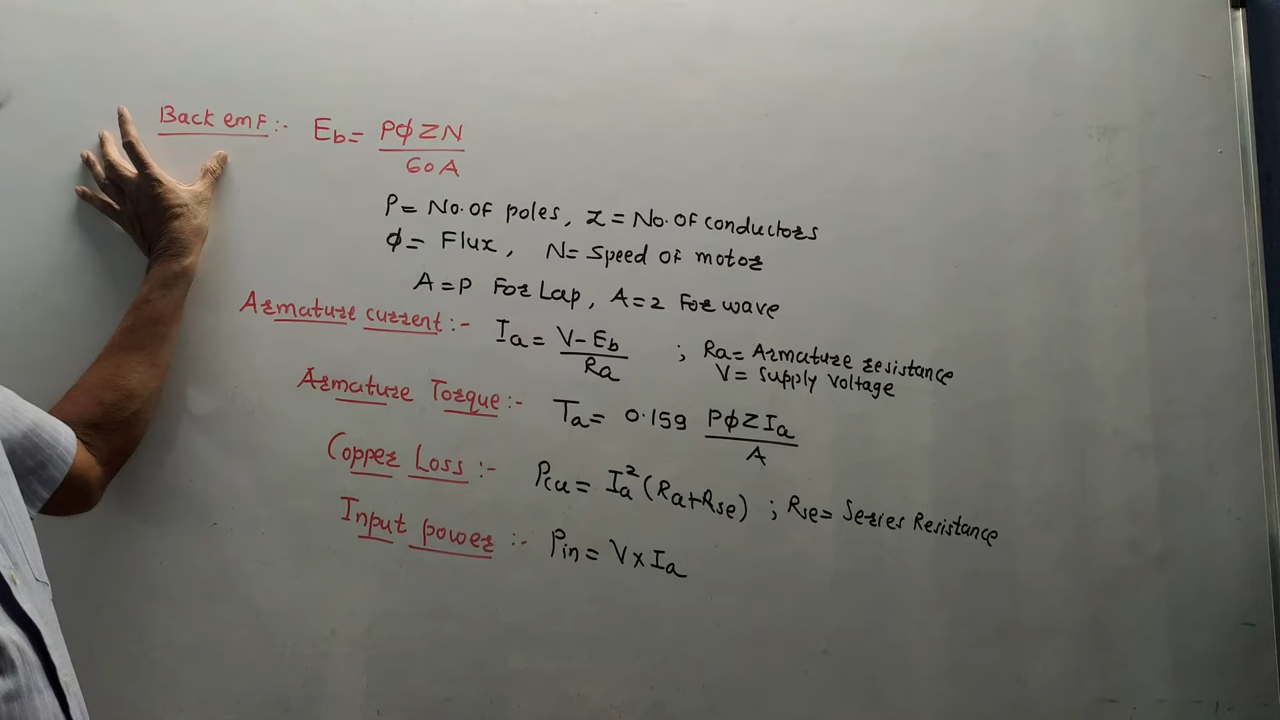 Back emf:- Eb = PϕZN / 60A
P = No. of poles, Z = No. of conductors
ϕ = Flux, N = Speed of motor
A = P For Lap, A = 2 For wave
Armature current:- Ia = V - Eb / Ra ; Ra = Armature resistance
V = Supply voltage
Armature Torque:- Ta = 0.159 PϕZIa / A
Copper Loss:- Pcu = Ia² (Ra + Rse) ; Rse = Series Resistance
Input power:- Pin = V × Ia